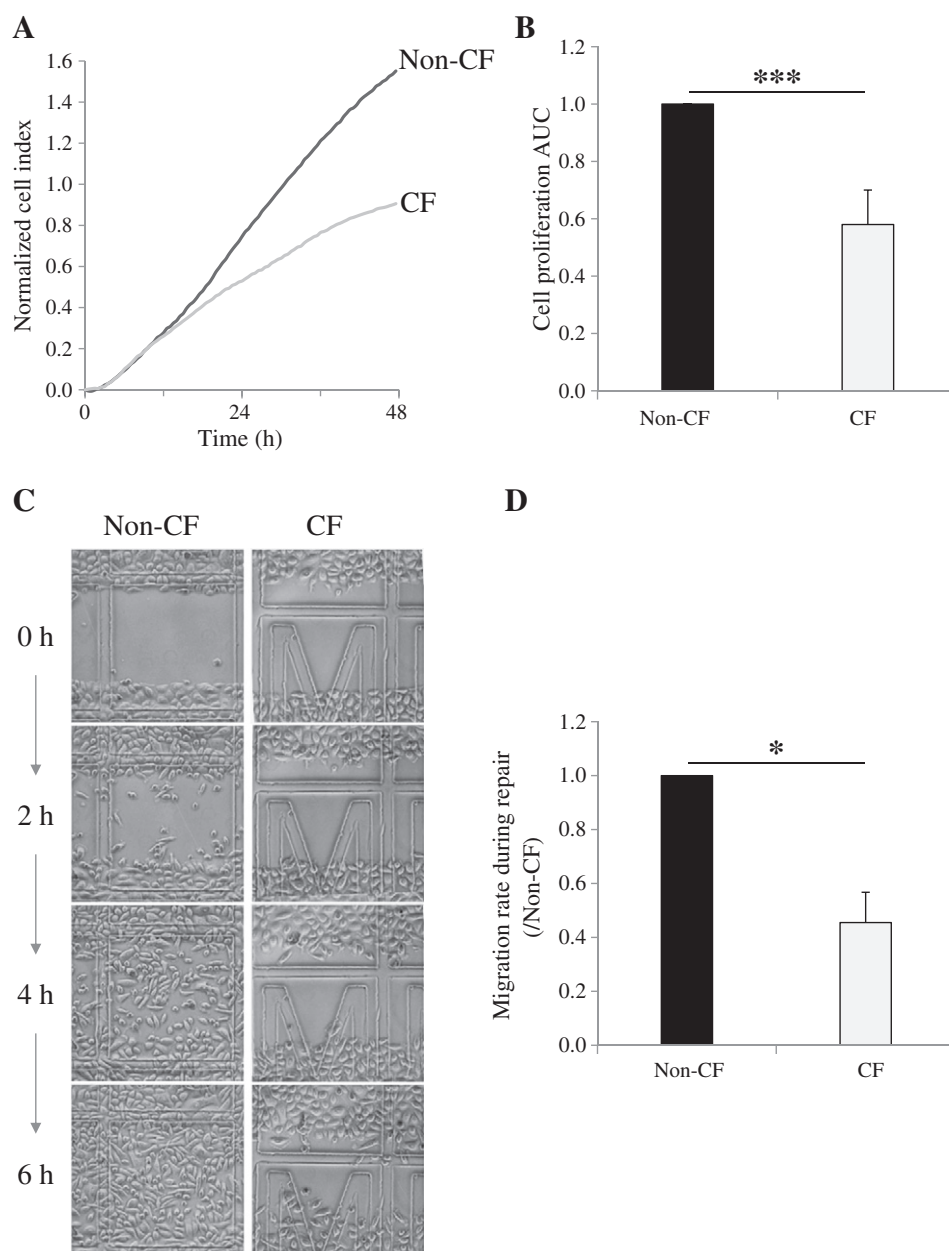 A
Normalized cell index
1.6
1.4
1.2
1.0
0.8
0.6
0.4
0.2
0.0
Non-CF
CF
0
24
48
Time (h)
B
Cell proliferation AUC
1.2
1.0
0.8
0.6
0.4
0.2
0.0
***
Non-CF
CF
C
Non-CF
CF
0 h
2 h
4 h
6 h
D
Migration rate during repair
(/Non-CF)
1.2
1.0
0.8
0.6
0.4
0.2
0.0
*
Non-CF
CF